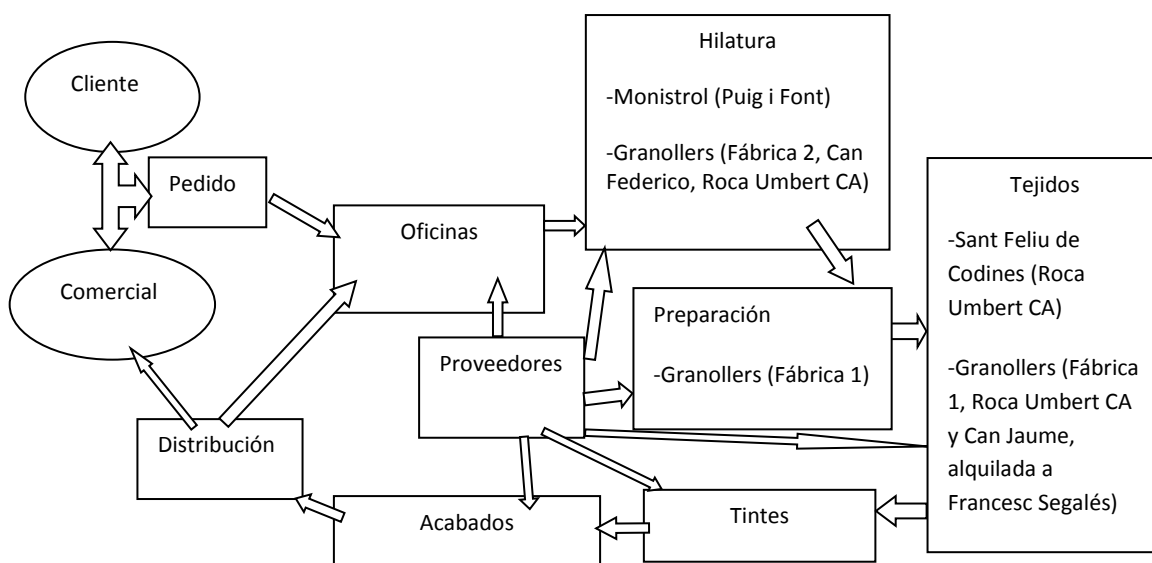 Cliente
Pedido
Comercial
Oficinas
Hilatura
-Monistrol (Puig i Font)
-Granollers (Fábrica 2, Can
Federico, Roca Umbert CA)
Preparación
-Granollers (Fábrica 1)
Tejidos
-Sant Feliu de
Codines (Roca
Umbert CA)
-Granollers (Fábrica
1, Roca Umbert CA
y Can Jaume,
alquilada a
Francesc Segalés)
Proveedores
Distribución
Acabados
Tintes